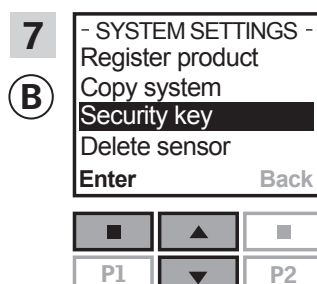 7
B
- SYSTEM SETTINGS -
Register product
Copy system
Security key
Delete sensor
Enter Back
P1 P2